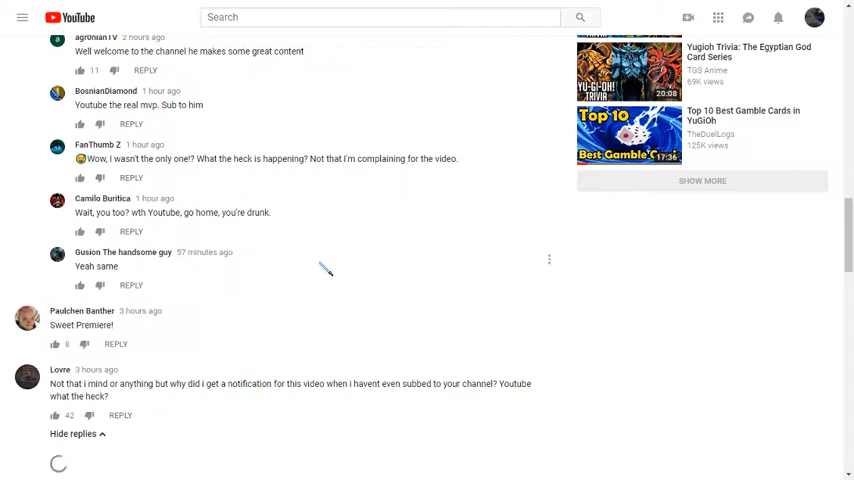 YouTube
Search
agr0nianTV 2 hours ago
Well welcome to the channel he makes some great content
11 REPLY
BosnianDiamond 1 hour ago
Youtube the real mvp. Sub to him
REPLY
FanThumb Z 1 hour ago
😅Wow, I wasn't the only one!? What the heck is happening? Not that I'm complaining for the video.
REPLY
Camilo Buritica 1 hour ago
Wait, you too? wth Youtube, go home, you're drunk.
REPLY
Gusion The handsome guy 57 minutes ago
Yeah same
REPLY
Paulchen Banther 3 hours ago
Sweet Premiere!
8 REPLY
Lovre 3 hours ago
Not that i mind or anything but why did i get a notification for this video when i havent even subbed to your channel? Youtube
what the heck?
42 REPLY
Hide replies
TRIVIA
YU-GI-OH!
TRIVIA
20:08
Yugioh Trivia: The Egyptian God
Card Series
TGS Anime
69K views
Top 10
Best Gamble
17:36
Top 10 Best Gamble Cards in
YuGiOh
TheDuelLogs
125K views
SHOW MORE